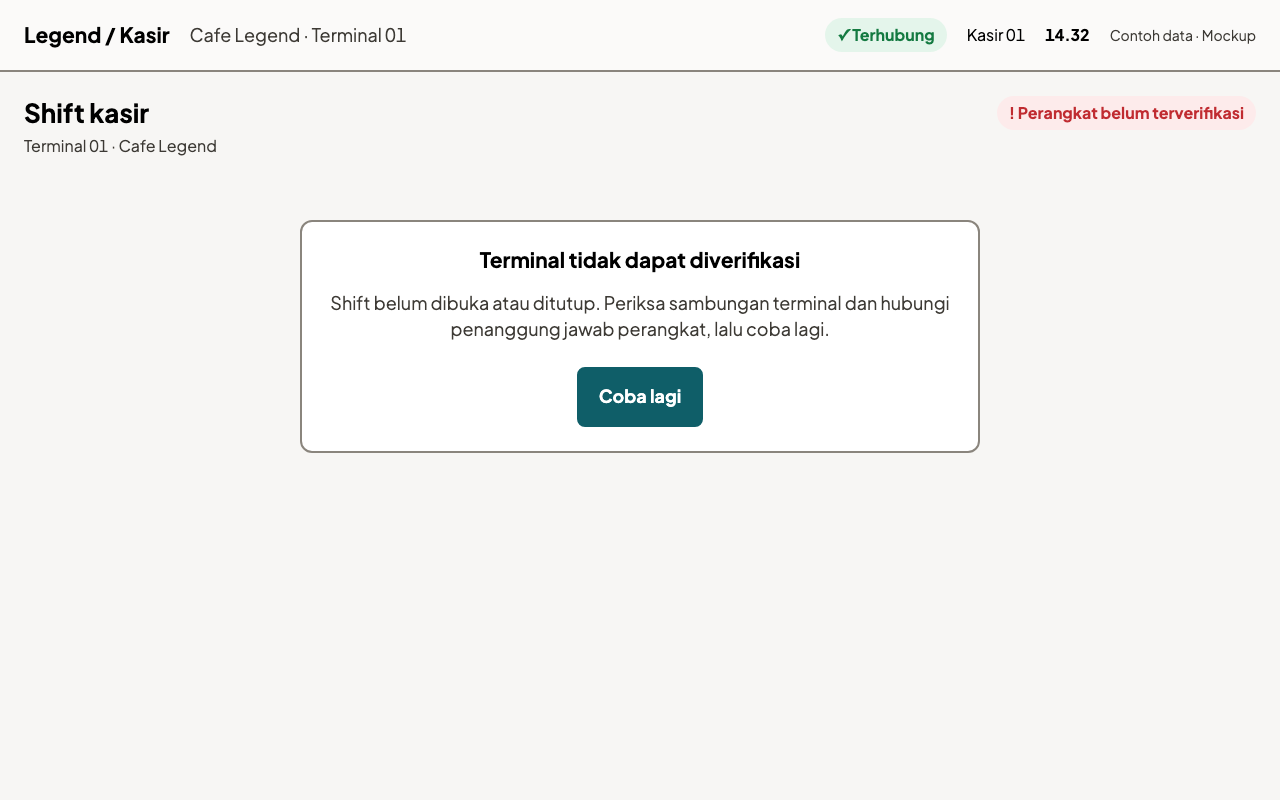 Legend / Kasir Cafe Legend · Terminal 01 ✓Terhubung Kasir 01 14.32 Contoh data · Mockup
Shift kasir ! Perangkat belum terverifikasi
Terminal 01 · Cafe Legend
Terminal tidak dapat diverifikasi
Shift belum dibuka atau ditutup. Periksa sambungan terminal dan hubungi
penanggung jawab perangkat, lalu coba lagi.
Coba lagi